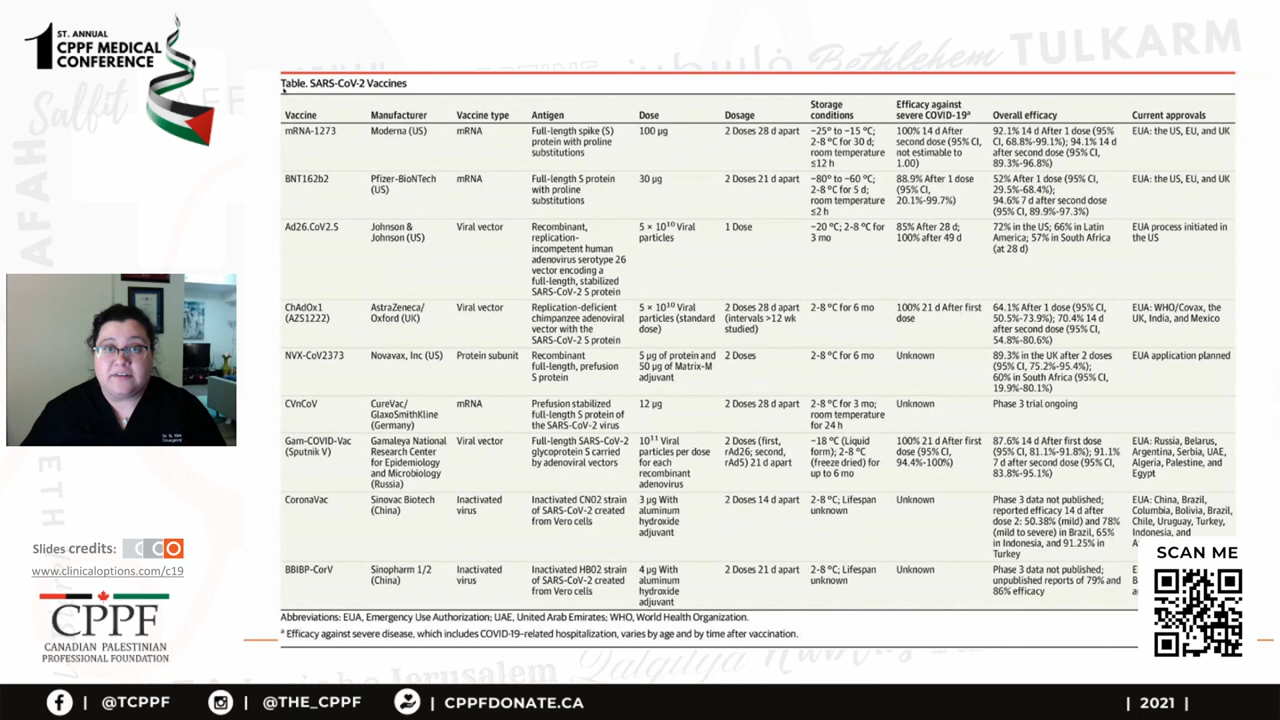 1
ST. ANNUAL
CPPF MEDICAL
CONFERENCE
Salfit
Bethlehem
TULKARM
Table. SARS-CoV-2 Vaccines
Vaccine
Manufacturer
Vaccine type
Antigen
Dose
Dosage
Storage
conditions
Efficacy against
severe COVID-19ª
Overall efficacy
Current approvals
mRNA-1273
Moderna (US)
mRNA
Full-length spike (S)
protein with proline
substitutions
100 μg
2 Doses 28 d apart
−25° to −15 °C;
2-8 °C for 30 d;
room temperature
≤12 h
100% 14 d After
second dose (95% CI,
not estimable to
1.00)
92.1% 14 d After 1 dose (95%
CI, 68.8%-99.1%); 94.1% 14 d
after second dose (95% CI,
89.3%-96.8%)
EUA: the US, EU, and UK
BNT162b2
Pfizer-BioNTech
(US)
mRNA
Full-length S protein
with proline
substitutions
30 μg
2 Doses 21 d apart
−80° to −60 °C;
2-8 °C for 5 d;
room temperature
≤2 h
88.9% After 1 dose
(95% CI,
20.1%-99.7%)
52% After 1 dose (95% CI,
29.5%-68.4%);
94.6% 7 d after second dose
(95% CI, 89.9%-97.3%)
EUA: the US, EU, and UK
Ad26.CoV2.S
Johnson &
Johnson (US)
Viral vector
Recombinant,
replication-
incompetent human
adenovirus serotype 26
vector encoding a
full-length, stabilized
SARS-CoV-2 S protein
5 × 10¹⁰ Viral
particles
1 Dose
−20 °C; 2-8 °C for
3 mo
85% After 28 d;
100% after 49 d
72% in the US; 66% in Latin
America; 57% in South Africa
(at 28 d)
EUA process initiated in
the US
ChAdOx1
(AZS1222)
AstraZeneca/
Oxford (UK)
Viral vector
Replication-deficient
chimpanzee adenoviral
vector with the
SARS-CoV-2 S protein
5 × 10¹⁰ Viral
particles (standard
dose)
2 Doses 28 d apart
(intervals >12 wk
studied)
2-8 °C for 6 mo
100% 21 d After first
dose
64.1% After 1 dose (95% CI,
50.5%-73.9%); 70.4% 14 d
after second dose (95% CI,
54.8%-80.6%)
EUA: WHO/Covax, the
UK, India, and Mexico
NVX-CoV2373
Novavax, Inc (US)
Protein subunit
Recombinant
full-length, prefusion
S protein
5 μg of protein and
50 μg of Matrix-M
adjuvant
2 Doses
2-8 °C for 6 mo
Unknown
89.3% in the UK after 2 doses
(95% CI, 75.2%-95.4%);
60% in South Africa (95% CI,
19.9%-80.1%)
EUA application planned
CVnCoV
CureVac/
GlaxoSmithKline
(Germany)
mRNA
Prefusion stabilized
full-length S protein of
the SARS-CoV-2 virus
12 μg
2 Doses 28 d apart
2-8 °C for 3 mo;
room temperature
for 24 h
Unknown
Phase 3 trial ongoing
Gam-COVID-Vac
(Sputnik V)
Gamaleya National
Research Center
for Epidemiology
and Microbiology
(Russia)
Viral vector
Full-length SARS-CoV-2
glycoprotein S carried
by adenoviral vectors
10¹¹ Viral
particles per dose
for each
recombinant
adenovirus
2 Doses (first,
rAd26; second,
rAd5) 21 d apart
−18 °C (Liquid
form); 2-8 °C
(freeze dried) for
up to 6 mo
100% 21 d After first
dose (95% CI,
94.4%-100%)
87.6% 14 d After first dose
(95% CI, 81.1%-91.8%); 91.1%
7 d after second dose (95% CI,
83.8%-95.1%)
EUA: Russia, Belarus,
Argentina, Serbia, UAE,
Algeria, Palestine, and
Egypt
CoronaVac
Sinovac Biotech
(China)
Inactivated
virus
Inactivated CN02 strain
of SARS-CoV-2 created
from Vero cells
3 μg With
aluminum
hydroxide
adjuvant
2 Doses 14 d apart
2-8 °C; Lifespan
unknown
Unknown
Phase 3 data not published;
reported efficacy 14 d after
dose 2: 50.38% (mild) and 78%
(mild to severe) in Brazil, 65%
in Indonesia, and 91.25% in
Turkey
EUA: China, Brazil,
Columbia, Bolivia, Brazil,
Chile, Uruguay, Turkey,
Indonesia, and
BBIBP-CorV
Sinopharm 1/2
(China)
Inactivated
virus
Inactivated HB02 strain
of SARS-CoV-2 created
from Vero cells
4 μg With
aluminum
hydroxide
adjuvant
2 Doses 21 d apart
2-8 °C; Lifespan
unknown
Unknown
Phase 3 data not published;
unpublished reports of 79% and
86% efficacy
Abbreviations: EUA, Emergency Use Authorization; UAE, United Arab Emirates; WHO, World Health Organization.
ª Efficacy against severe disease, which includes COVID-19–related hospitalization, varies by age and by time after vaccination.
Slides credits: CCO
www.clinicaloptions.com/c19
CPPF
CANADIAN PALESTINIAN
PROFESSIONAL FOUNDATION
SCAN ME
Jerusalem
Qalqilya
| @TCPPF
| @THE_CPPF
| CPPFDONATE.CA
| 2021 |